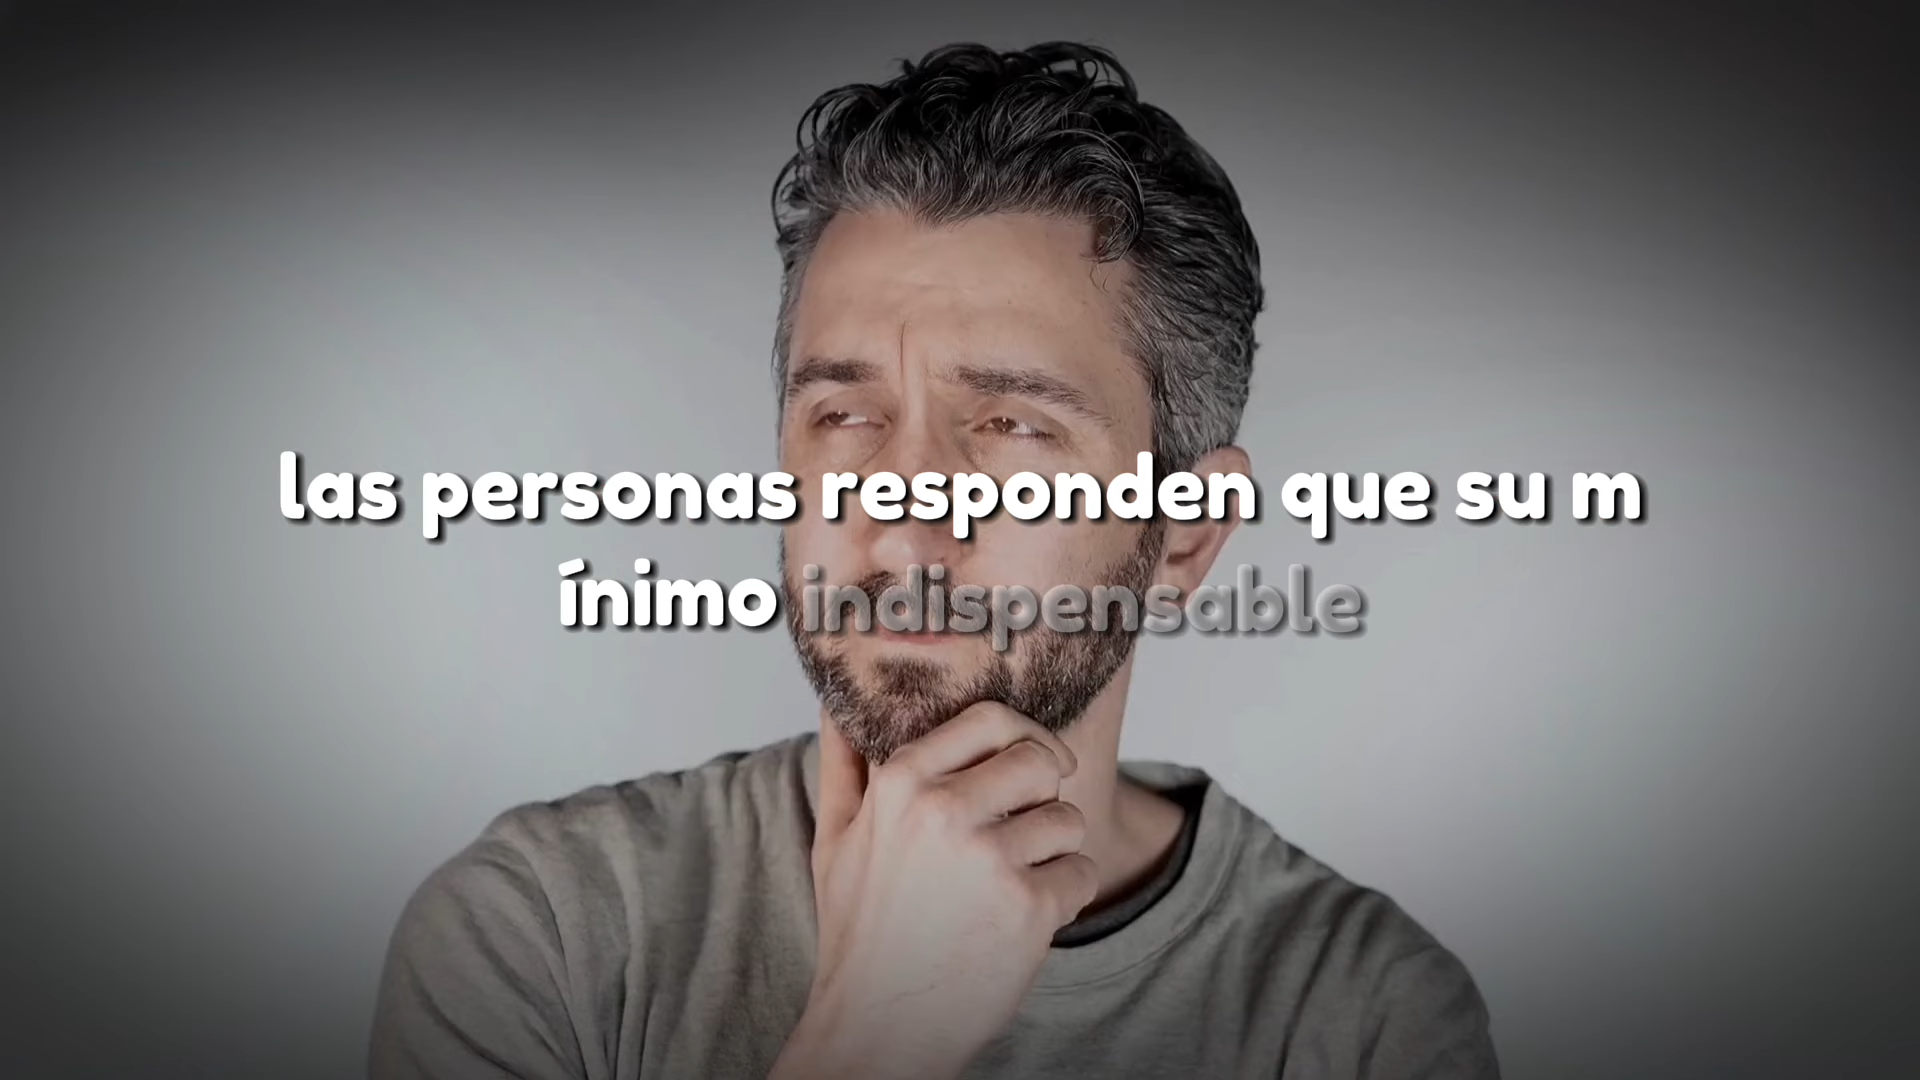 las personas responden que su m
ínimo indispensable